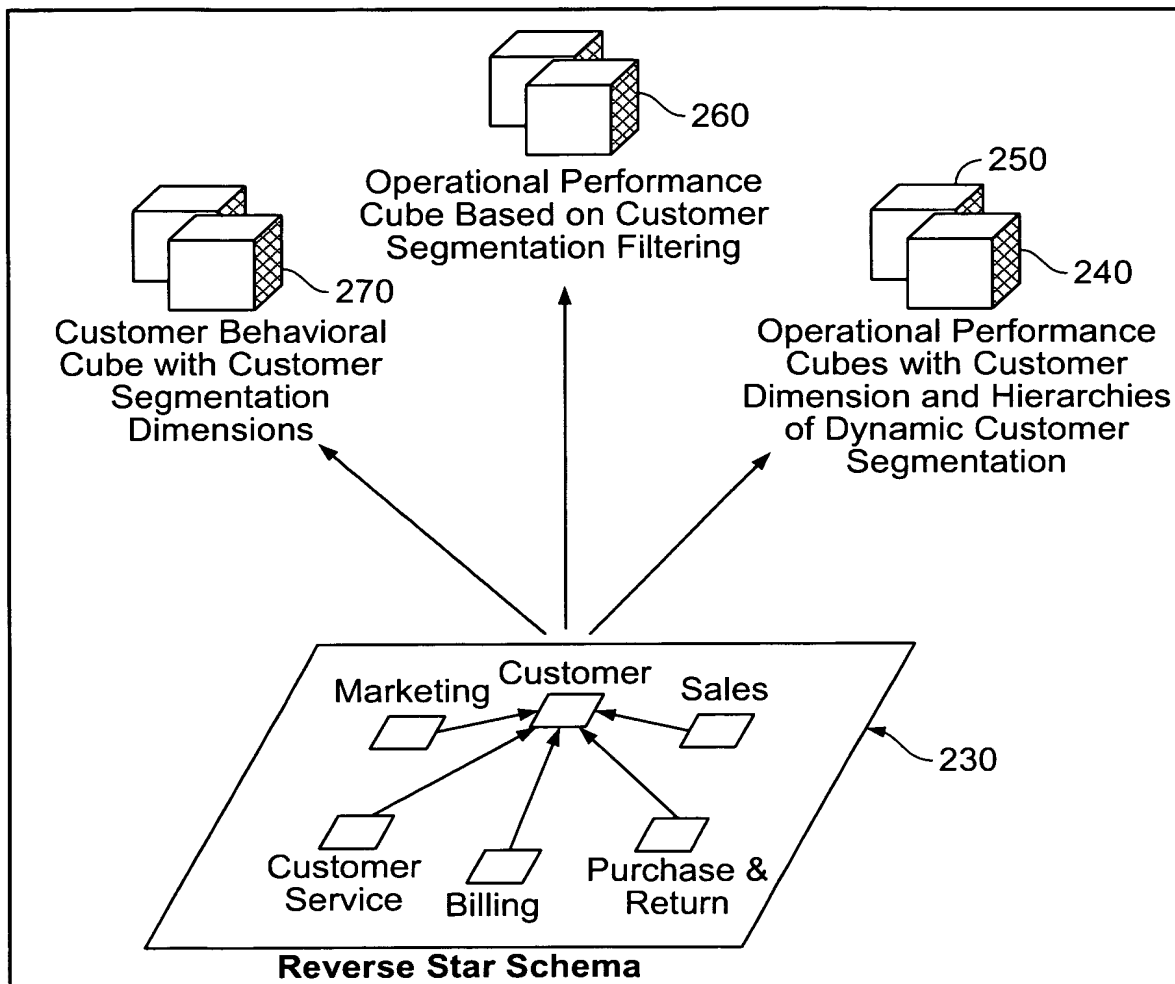 260
Operational Performance
Cube Based on Customer
Segmentation Filtering
270
Customer Behavioral
Cube with Customer
Segmentation
Dimensions
250
240
Operational Performance
Cubes with Customer
Dimension and Hierarchies
of Dynamic Customer
Segmentation
Customer
Marketing
Sales
230
Customer
Service
Billing
Purchase &
Return
Reverse Star Schema